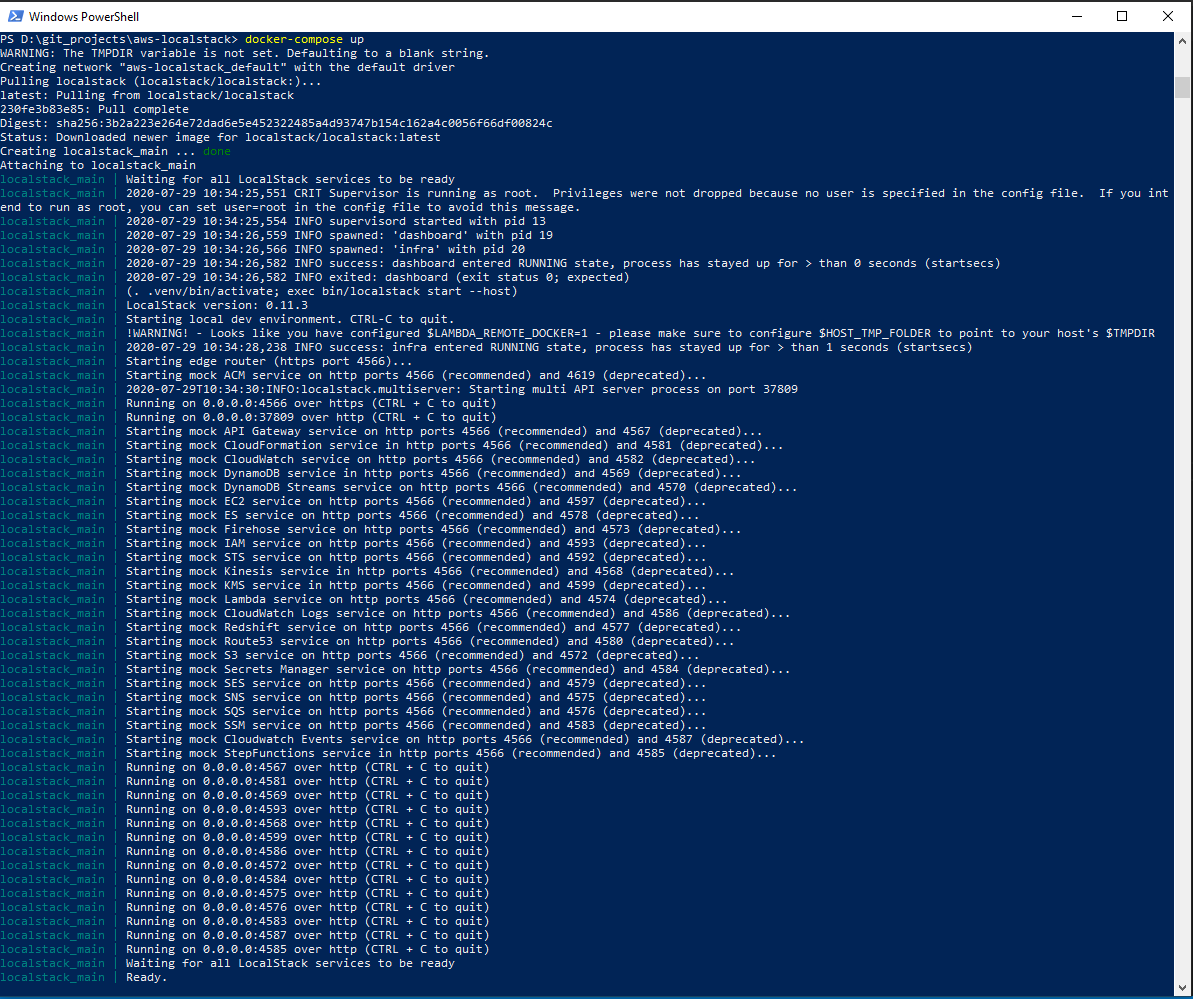 Windows PowerShell
PS D:\git_projects\aws-localstack> docker-compose up
WARNING: The TMPDIR variable is not set. Defaulting to a blank string.
Creating network "aws-localstack_default" with the default driver
Pulling localstack (localstack/localstack:)...
latest: Pulling from localstack/localstack
230fe3b83e85: Pull complete
Digest: sha256:3b2a223e264e72dad6e5e452322485a4d93747b154c162a4c0056f66df00824c
Status: Downloaded newer image for localstack/localstack:latest
Creating localstack_main ... done
Attaching to localstack_main
localstack_main | Waiting for all LocalStack services to be ready
localstack_main | 2020-07-29 10:34:25,551 CRIT Supervisor is running as root.  Privileges were not dropped because no user is specified in the config file.  If you int
end to run as root, you can set user=root in the config file to avoid this message.
localstack_main | 2020-07-29 10:34:25,554 INFO supervisord started with pid 13
localstack_main | 2020-07-29 10:34:26,559 INFO spawned: 'dashboard' with pid 19
localstack_main | 2020-07-29 10:34:26,566 INFO spawned: 'infra' with pid 20
localstack_main | 2020-07-29 10:34:26,582 INFO success: dashboard entered RUNNING state, process has stayed up for > than 0 seconds (startsecs)
localstack_main | 2020-07-29 10:34:26,582 INFO exited: dashboard (exit status 0; expected)
localstack_main | (. .venv/bin/activate; exec bin/localstack start --host)
localstack_main | LocalStack version: 0.11.3
localstack_main | Starting local dev environment. CTRL-C to quit.
localstack_main | !WARNING! - Looks like you have configured $LAMBDA_REMOTE_DOCKER=1 - please make sure to configure $HOST_TMP_FOLDER to point to your host's $TMPDIR
localstack_main | 2020-07-29 10:34:28,238 INFO success: infra entered RUNNING state, process has stayed up for > than 1 seconds (startsecs)
localstack_main | Starting edge router (https port 4566)...
localstack_main | Starting mock ACM service on http ports 4566 (recommended) and 4619 (deprecated)...
localstack_main | 2020-07-29T10:34:30:INFO:localstack.multiserver: Starting multi API server process on port 37809
localstack_main | Running on 0.0.0.0:4566 over https (CTRL + C to quit)
localstack_main | Running on 0.0.0.0:37809 over http (CTRL + C to quit)
localstack_main | Starting mock API Gateway service on http ports 4566 (recommended) and 4567 (deprecated)...
localstack_main | Starting mock CloudFormation service in http ports 4566 (recommended) and 4581 (deprecated)...
localstack_main | Starting mock CloudWatch service on http ports 4566 (recommended) and 4582 (deprecated)...
localstack_main | Starting mock DynamoDB service in http ports 4566 (recommended) and 4569 (deprecated)...
localstack_main | Starting mock DynamoDB Streams service on http ports 4566 (recommended) and 4570 (deprecated)...
localstack_main | Starting mock EC2 service on http ports 4566 (recommended) and 4597 (deprecated)...
localstack_main | Starting mock ES service on http ports 4566 (recommended) and 4578 (deprecated)...
localstack_main | Starting mock Firehose service on http ports 4566 (recommended) and 4573 (deprecated)...
localstack_main | Starting mock IAM service on http ports 4566 (recommended) and 4593 (deprecated)...
localstack_main | Starting mock STS service on http ports 4566 (recommended) and 4592 (deprecated)...
localstack_main | Starting mock Kinesis service in http ports 4566 (recommended) and 4568 (deprecated)...
localstack_main | Starting mock KMS service in http ports 4566 (recommended) and 4599 (deprecated)...
localstack_main | Starting mock Lambda service on http ports 4566 (recommended) and 4574 (deprecated)...
localstack_main | Starting mock CloudWatch Logs service on http ports 4566 (recommended) and 4586 (deprecated)...
localstack_main | Starting mock Redshift service on http ports 4566 (recommended) and 4577 (deprecated)...
localstack_main | Starting mock Route53 service on http ports 4566 (recommended) and 4580 (deprecated)...
localstack_main | Starting mock S3 service on http ports 4566 (recommended) and 4572 (deprecated)...
localstack_main | Starting mock Secrets Manager service on http ports 4566 (recommended) and 4584 (deprecated)...
localstack_main | Starting mock SES service on http ports 4566 (recommended) and 4579 (deprecated)...
localstack_main | Starting mock SNS service on http ports 4566 (recommended) and 4575 (deprecated)...
localstack_main | Starting mock SQS service on http ports 4566 (recommended) and 4576 (deprecated)...
localstack_main | Starting mock SSM service on http ports 4566 (recommended) and 4583 (deprecated)...
localstack_main | Starting mock Cloudwatch Events service on http ports 4566 (recommended) and 4587 (deprecated)...
localstack_main | Starting mock StepFunctions service in http ports 4566 (recommended) and 4585 (deprecated)...
localstack_main | Running on 0.0.0.0:4567 over http (CTRL + C to quit)
localstack_main | Running on 0.0.0.0:4581 over http (CTRL + C to quit)
localstack_main | Running on 0.0.0.0:4569 over http (CTRL + C to quit)
localstack_main | Running on 0.0.0.0:4593 over http (CTRL + C to quit)
localstack_main | Running on 0.0.0.0:4568 over http (CTRL + C to quit)
localstack_main | Running on 0.0.0.0:4599 over http (CTRL + C to quit)
localstack_main | Running on 0.0.0.0:4586 over http (CTRL + C to quit)
localstack_main | Running on 0.0.0.0:4572 over http (CTRL + C to quit)
localstack_main | Running on 0.0.0.0:4584 over http (CTRL + C to quit)
localstack_main | Running on 0.0.0.0:4575 over http (CTRL + C to quit)
localstack_main | Running on 0.0.0.0:4576 over http (CTRL + C to quit)
localstack_main | Running on 0.0.0.0:4583 over http (CTRL + C to quit)
localstack_main | Running on 0.0.0.0:4587 over http (CTRL + C to quit)
localstack_main | Running on 0.0.0.0:4585 over http (CTRL + C to quit)
localstack_main | Waiting for all LocalStack services to be ready
localstack_main | Ready.